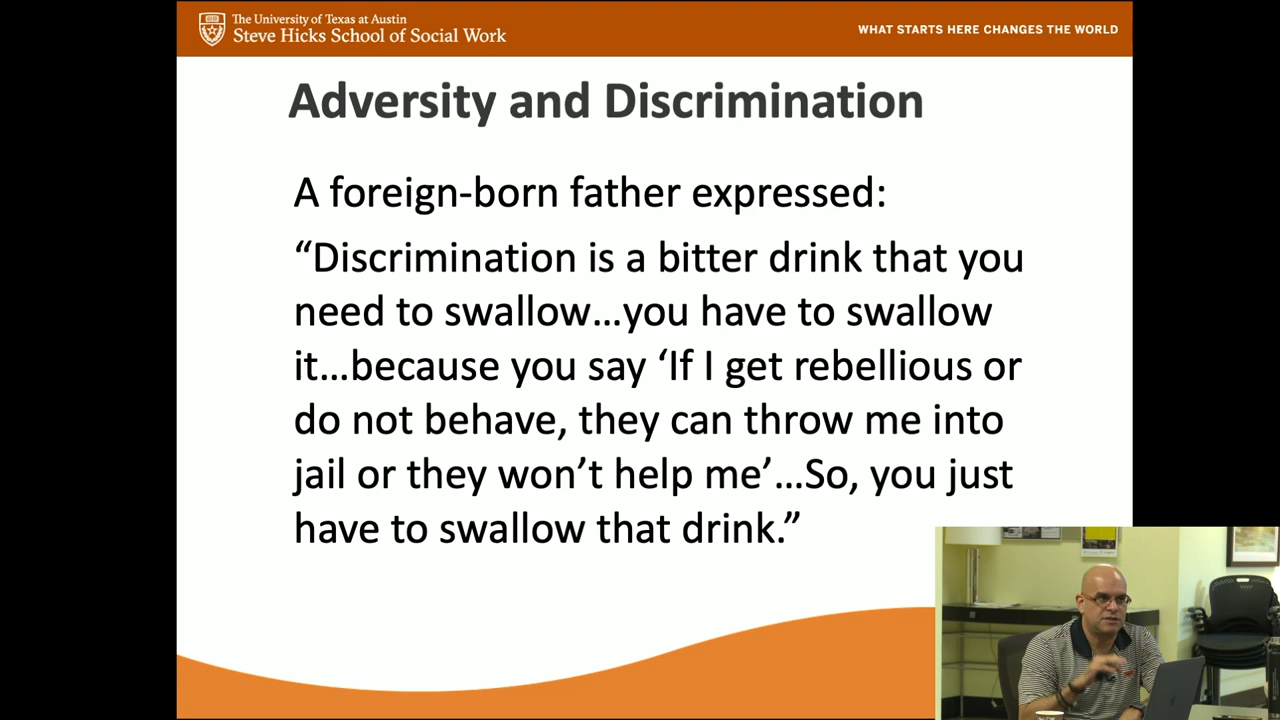 The University of Texas at Austin
Steve Hicks School of Social Work
WHAT STARTS HERE CHANGES THE WORLD
Adversity and Discrimination
A foreign-born father expressed:
“Discrimination is a bitter drink that you
need to swallow…you have to swallow
it…because you say ‘If I get rebellious or
do not behave, they can throw me into
jail or they won’t help me’…So, you just
have to swallow that drink.”